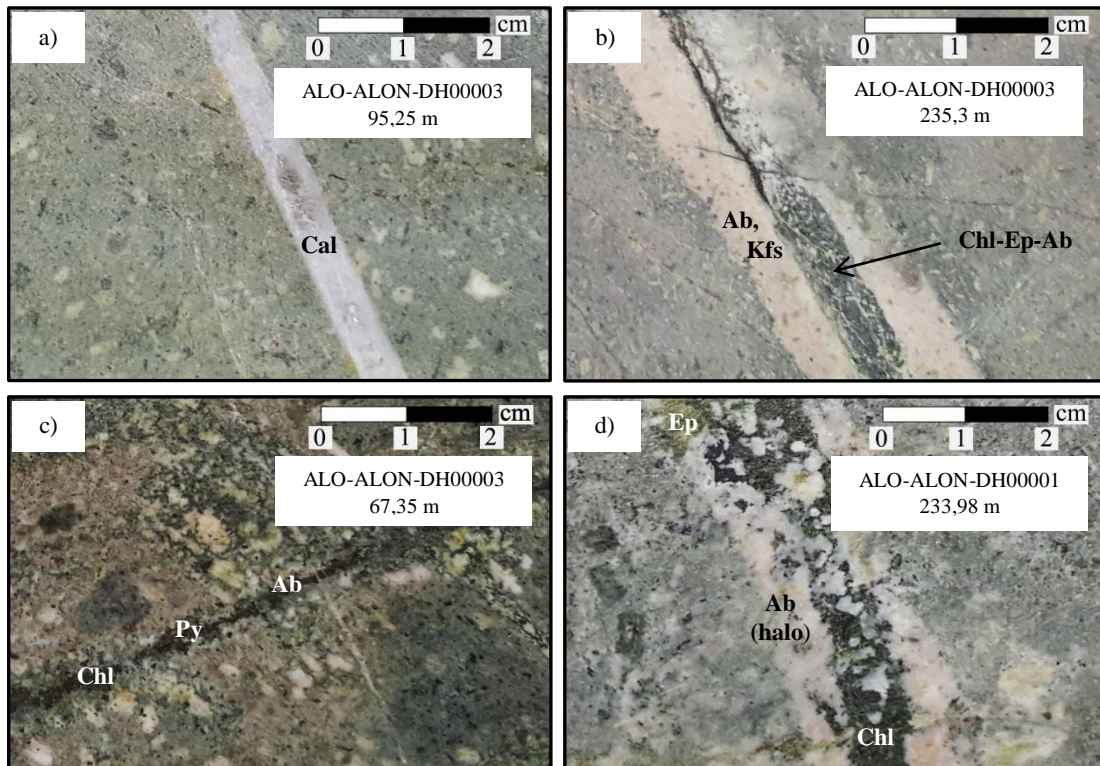 a)
cm
0 1 2
ALO-ALON-DH00003
95,25 m
Cal
b)
cm
0 1 2
ALO-ALON-DH00003
235,3 m
Ab,
Kfs
Chl-Ep-Ab
c)
cm
0 1 2
ALO-ALON-DH00003
67,35 m
Ab
Py
Chl
d)
Ep
cm
0 1 2
ALO-ALON-DH00001
233,98 m
Ab
(halo)
Chl